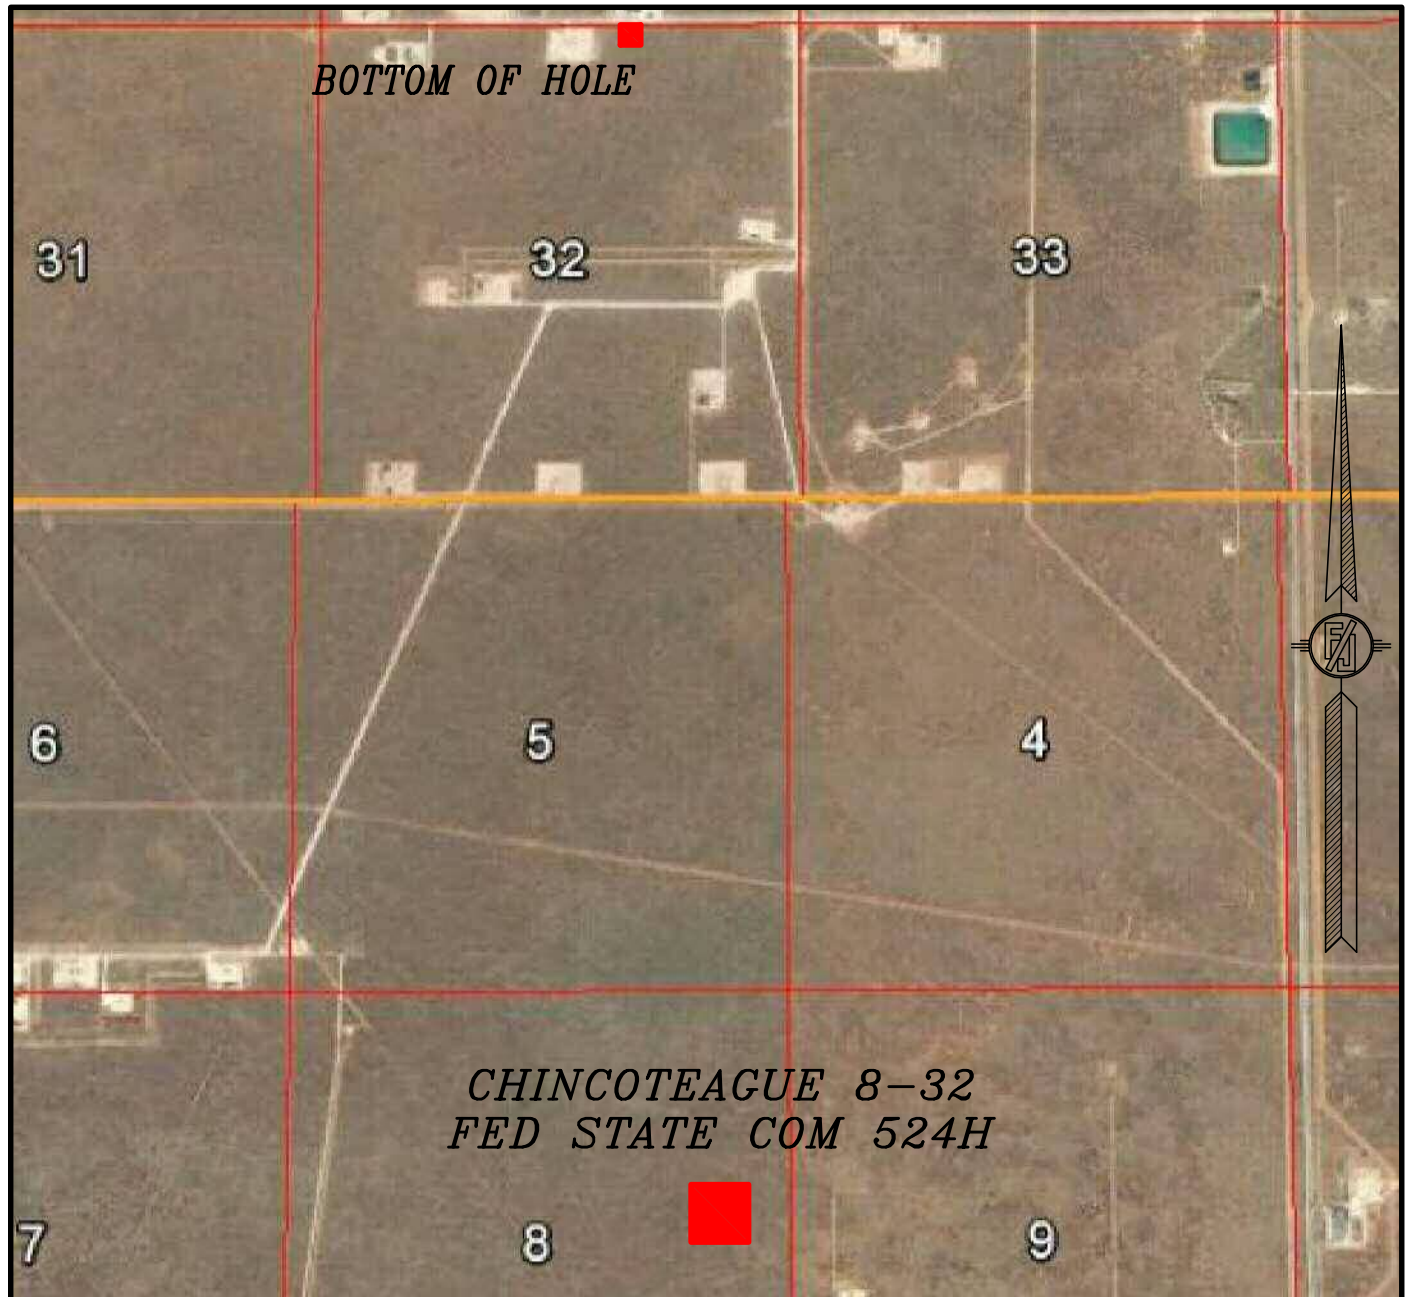 BOTTOM OF HOLE
31 32 33
6 5 4
CHINCOTEAGUE 8-32
FED STATE COM 524H
7 8 9
FJ